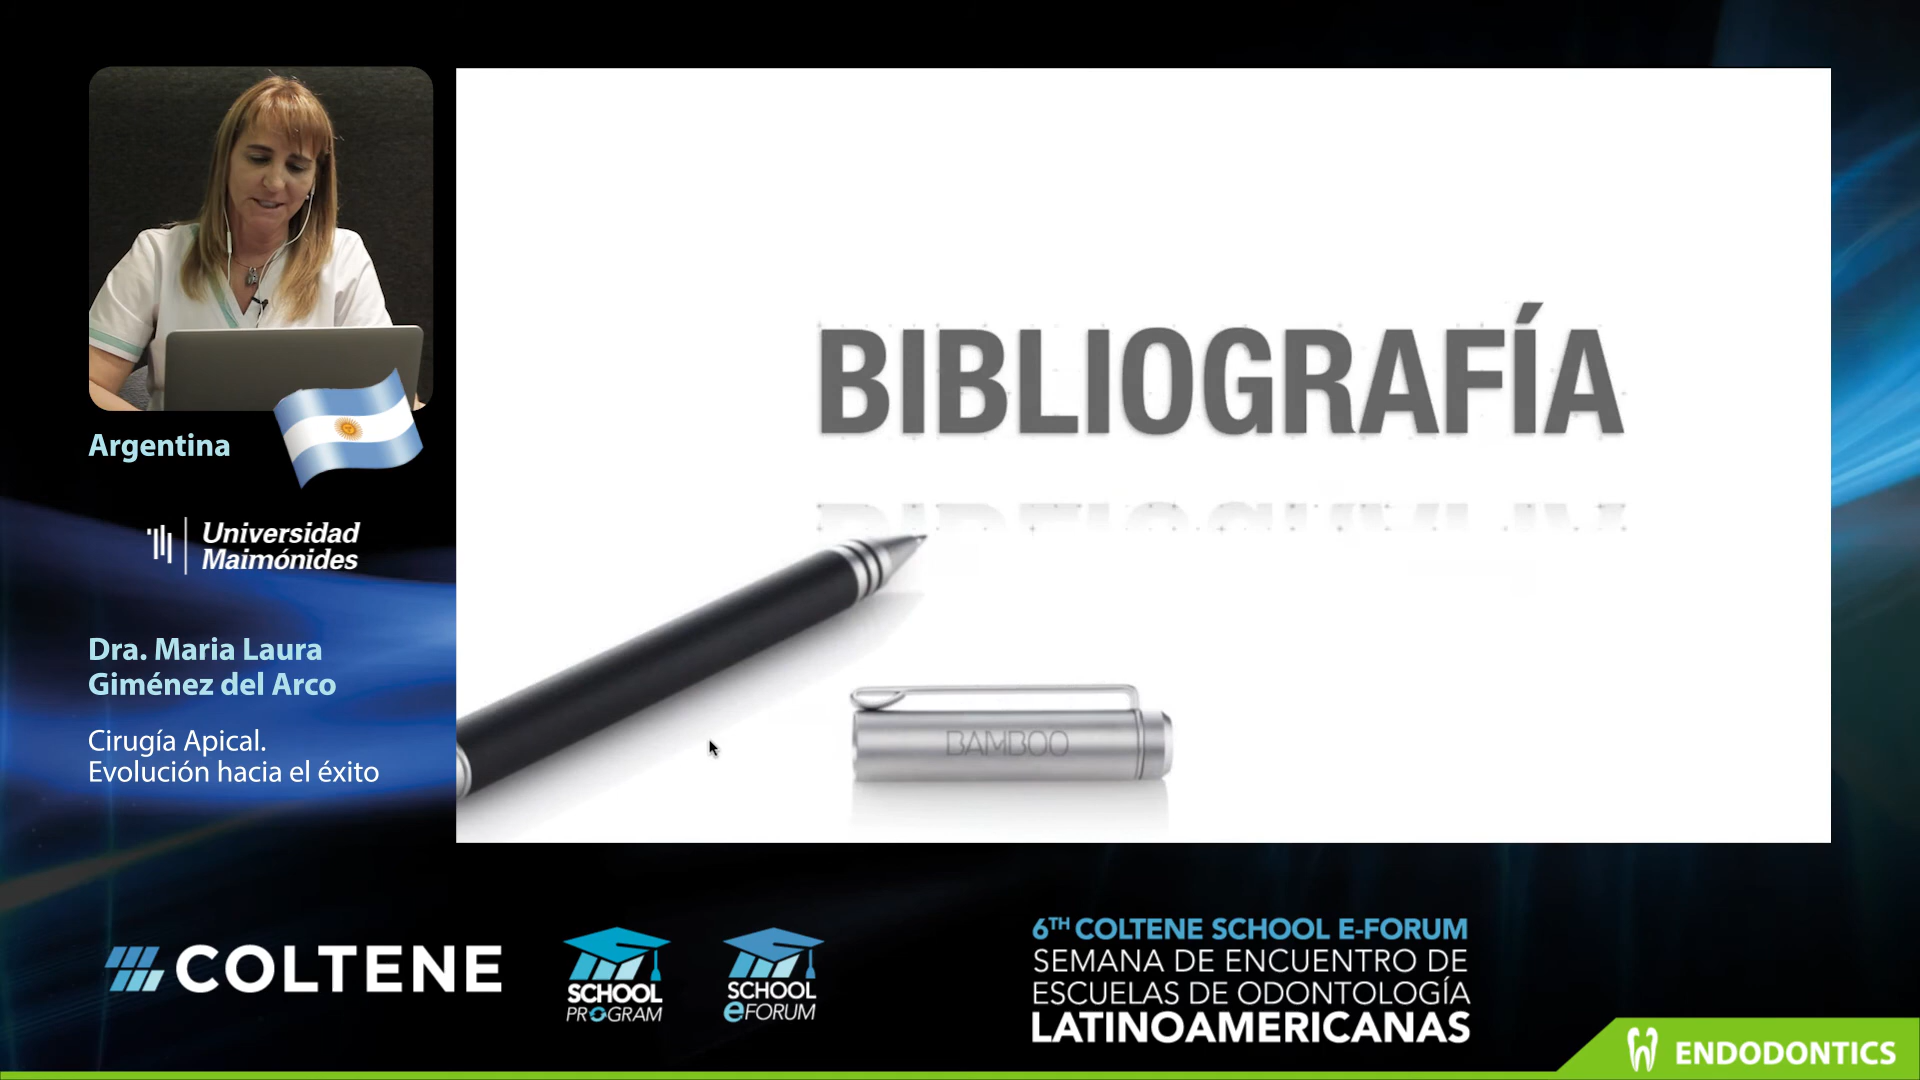 BIBLIOGRAFÍA
BAMBOO
Argentina
Universidad
Maimónides
Dra. Maria Laura
Giménez del Arco
Cirugía Apical.
Evolución hacia el éxito
COLTENE
SCHOOL
PROGRAM
SCHOOL
eFORUM
6TH COLTENE SCHOOL E-FORUM
SEMANA DE ENCUENTRO DE
ESCUELAS DE ODONTOLOGÍA
LATINOAMERICANAS
ENDODONTICS